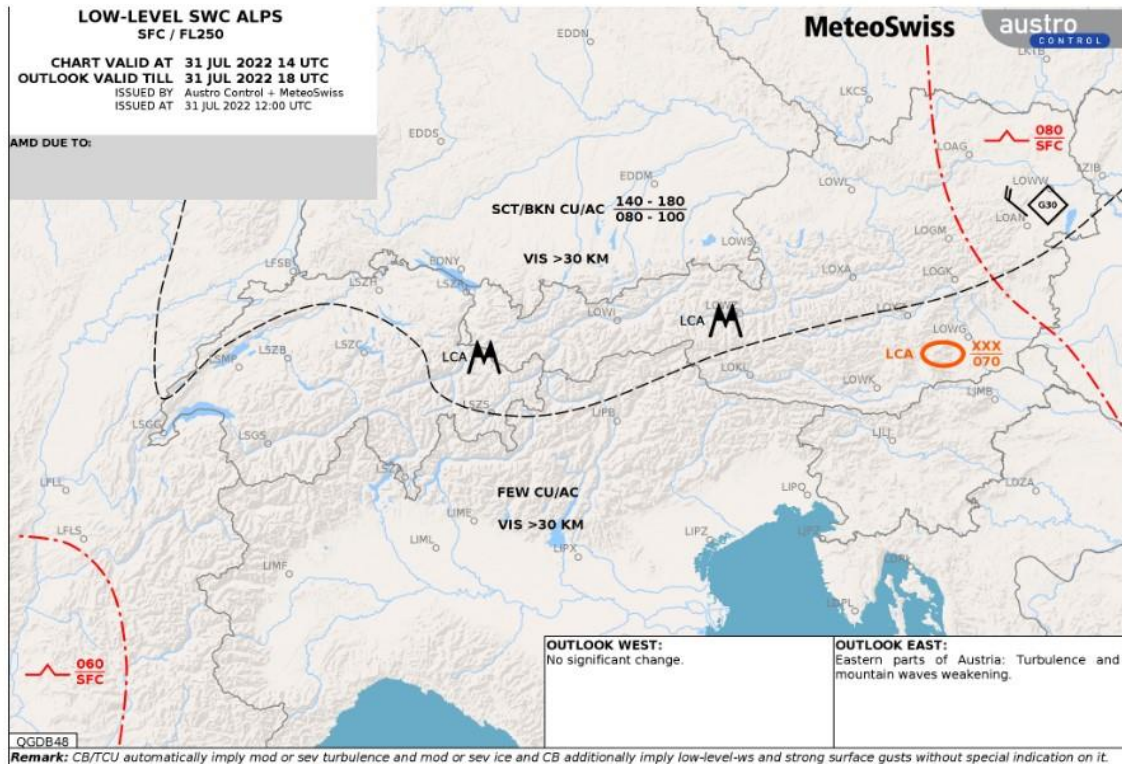 LOW-LEVEL SWC ALPS
SFC / FL250
CHART VALID AT 31 JUL 2022 14 UTC
OUTLOOK VALID TILL 31 JUL 2022 18 UTC
ISSUED BY Austro Control + MeteoSwiss
ISSUED AT 31 JUL 2022 12:00 UTC
AMD DUE TO:
MeteoSwiss
austro
CONTROL
EDDN
LKTB
LKCS
EDDS
LOAG
080
SFC
LZIB
EDDM
LOWL
LOWW
SCT/BKN CU/AC 140 - 180
080 - 100
G30
LOAN
LOGM
VIS >30 KM
LOWS
LFSB
EDNY
LOXA
LOGK
LSZH
LSZR
LOWI
LCA
LOWG
LSMP
LSZB
LSZC
LCA
LCA
XXX
070
LOKL
LOWK
LJMB
LSZS
LIPB
LSGG
LSGS
LJLJ
LFLL
FEW CU/AC
LIPO
LDZA
LIME
VIS >30 KM
LFLS
LIML
LIPX
LIPZ
LIMF
LDPL
060
SFC
OUTLOOK WEST:
No significant change.
OUTLOOK EAST:
Eastern parts of Austria: Turbulence and
mountain waves weakening.
QGDB48
Remark: CB/TCU automatically imply mod or sev turbulence and mod or sev ice and CB additionally imply low-level-ws and strong surface gusts without special indication on it.